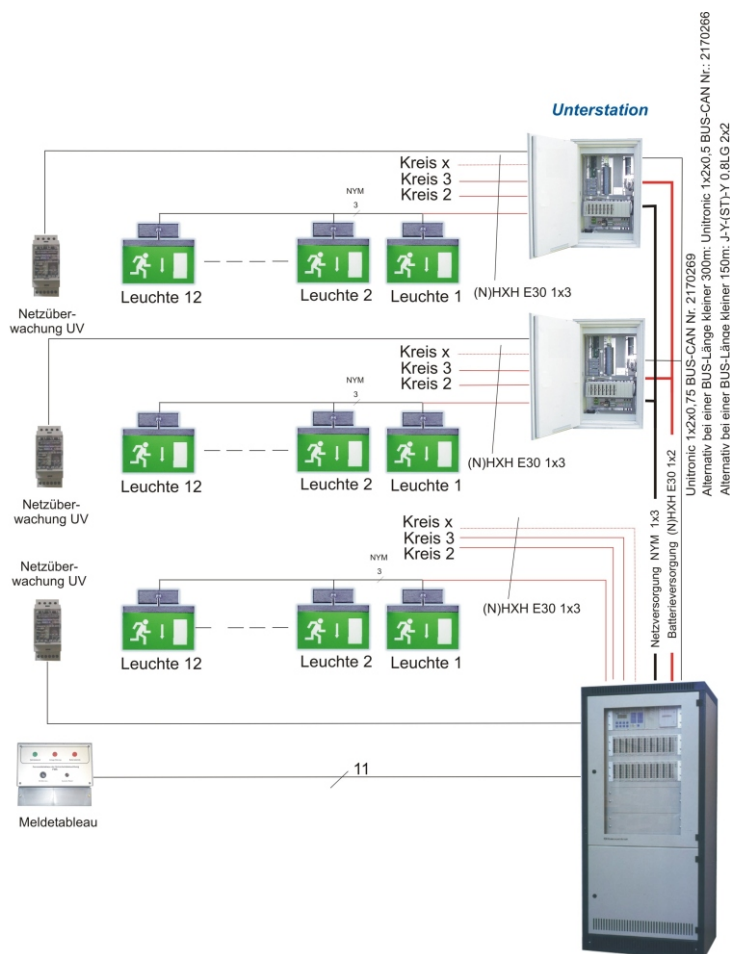 Unterstation
Kreis x
Kreis 3
Kreis 2
NYM
3
Leuchte 12
Leuchte 2
Leuchte 1
(N)HXH E30 1x3
Netzüber-
wachung UV
Kreis x
Kreis 3
Kreis 2
NYM
3
Leuchte 12
Leuchte 2
Leuchte 1
(N)HXH E30 1x3
Netzüber-
wachung UV
Kreis x
Kreis 3
Kreis 2
NYM
3
Leuchte 12
Leuchte 2
Leuchte 1
(N)HXH E30 1x3
Netzüber-
wachung UV
Netzversorgung NYM 1x3
Batterieversorgung (N)HXH E30 1x2
Unitronic 1x2x0,75 BUS-CAN Nr. 2170269
Alternativ bei einer BUS-Länge kleiner 300m: Unitronic 1x2x0,5 BUS-CAN Nr.: 2170266
Alternativ bei einer BUS-Länge kleiner 150m: J-Y-(ST)-Y 0.8LG 2x2
11
Meldetableau